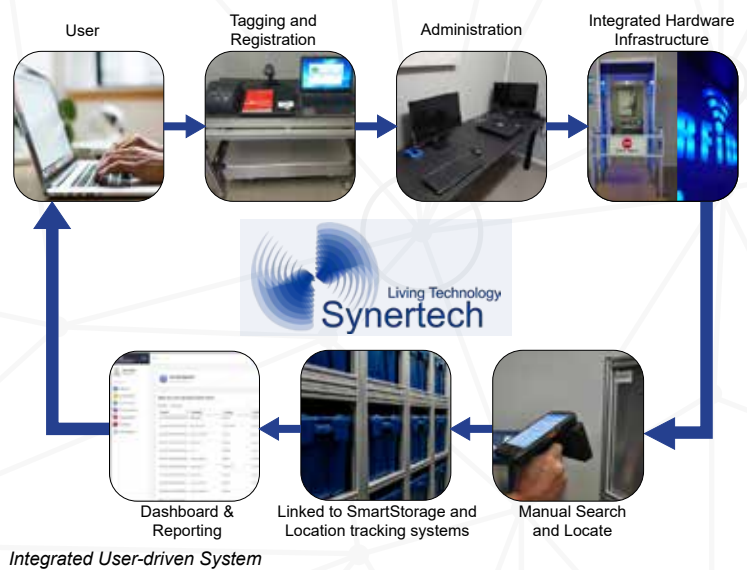 User
Tagging and
Registration
Administration
Integrated Hardware
Infrastructure
RFiD
Living Technology
Synertech
Dashboard &
Reporting
Linked to SmartStorage and
Location tracking systems
Manual Search
and Locate
Integrated User-driven System